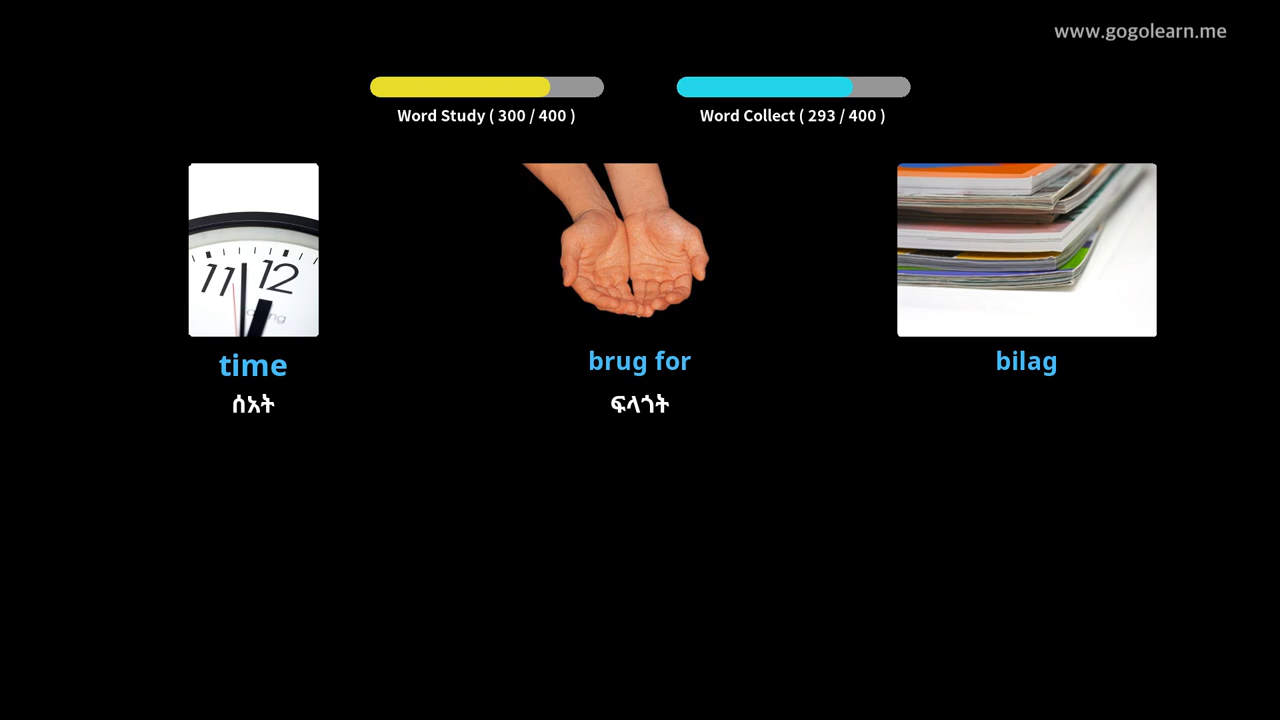 www.gogolearn.me
Word Study ( 300 / 400 )
Word Collect ( 293 / 400 )
11 12
time
brug for
bilag
ሰአት
ፍላጎት